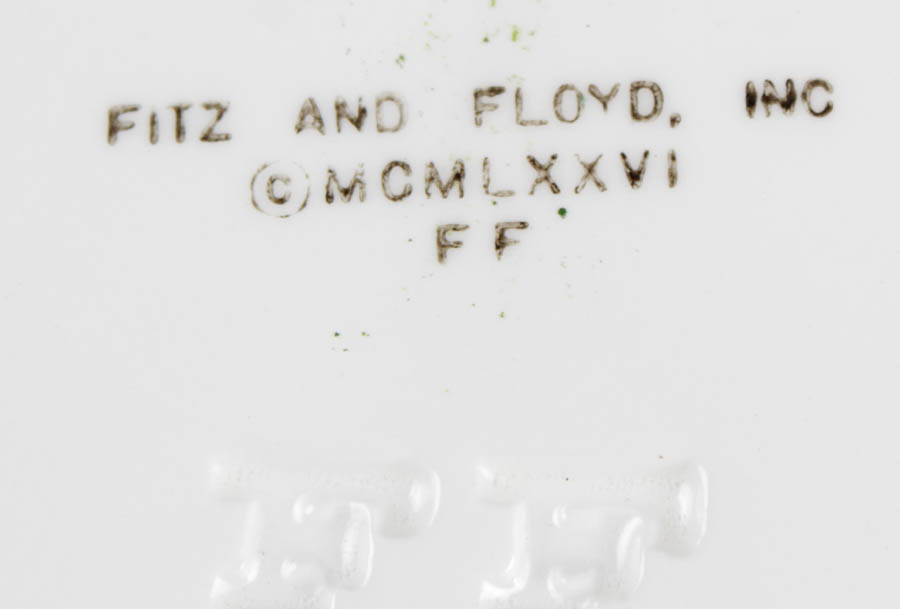 FITZ AND FLOYD, INC
©MCMLXXVI
FF